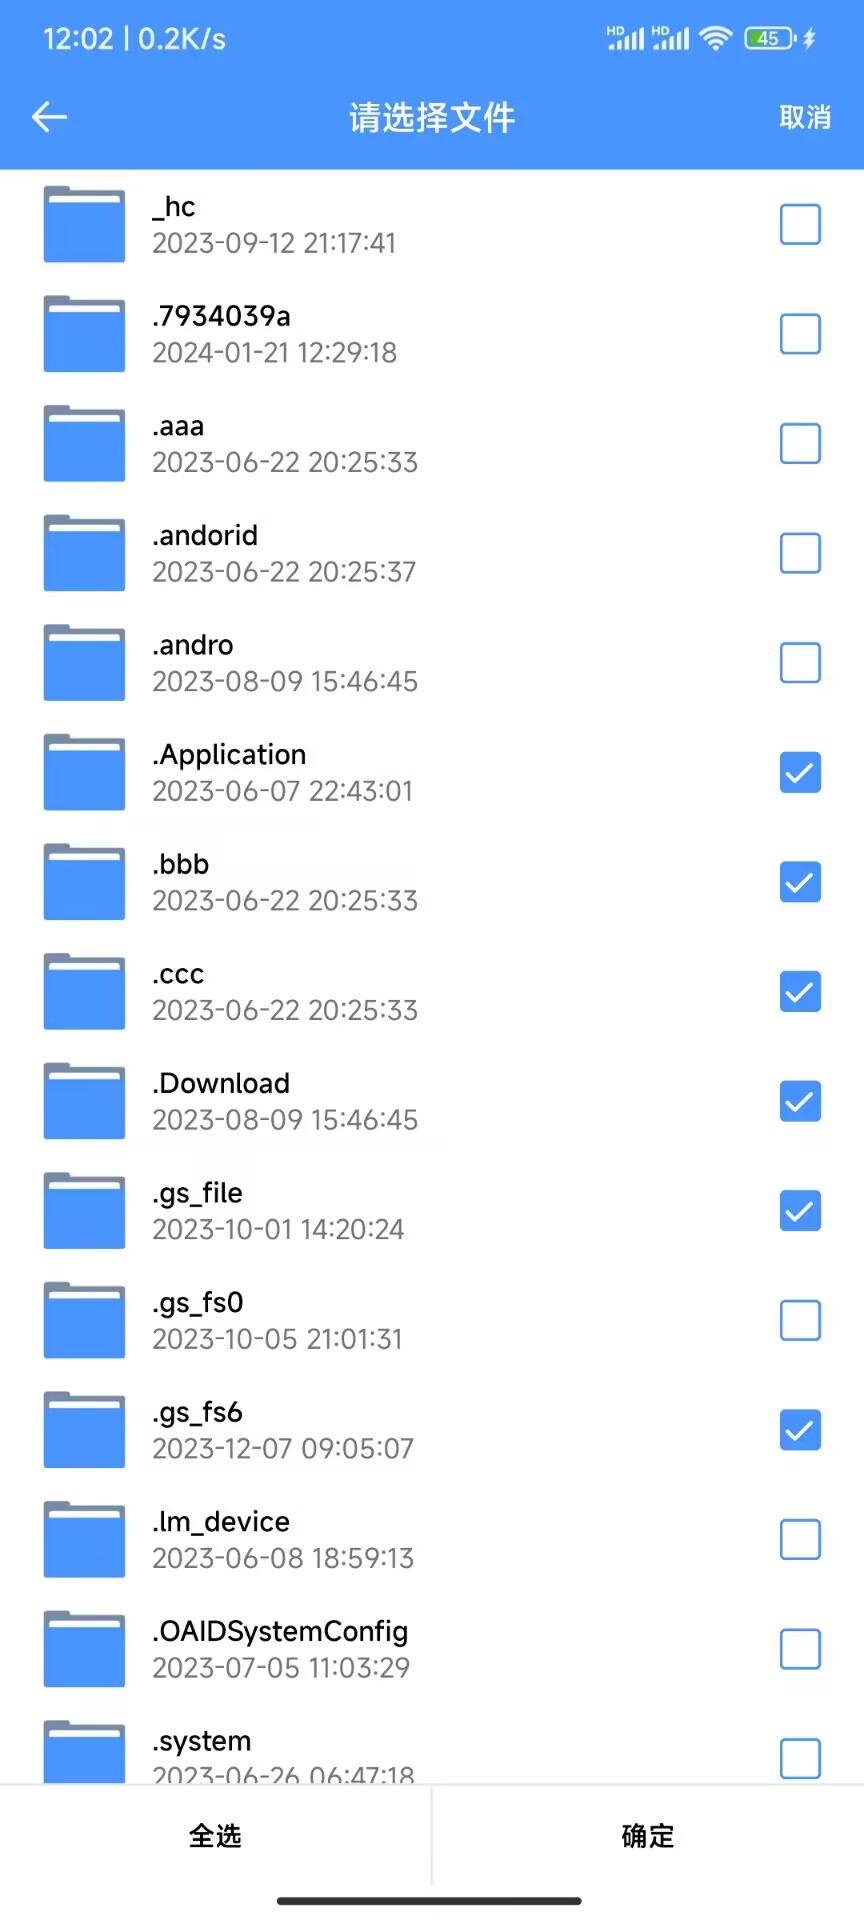 12:02 | 0.2K/s HD HD 45
请选择文件 取消
_hc
2023-09-12 21:17:41
.7934039a
2024-01-21 12:29:18
.aaa
2023-06-22 20:25:33
.andorid
2023-06-22 20:25:37
.andro
2023-08-09 15:46:45
.Application
2023-06-07 22:43:01
.bbb
2023-06-22 20:25:33
.ccc
2023-06-22 20:25:33
.Download
2023-08-09 15:46:45
.gs_file
2023-10-01 14:20:24
.gs_fs0
2023-10-05 21:01:31
.gs_fs6
2023-12-07 09:05:07
.lm_device
2023-06-08 18:59:13
.OAIDSystemConfig
2023-07-05 11:03:29
.system
2023-06-26 06:47:18
全选 确定